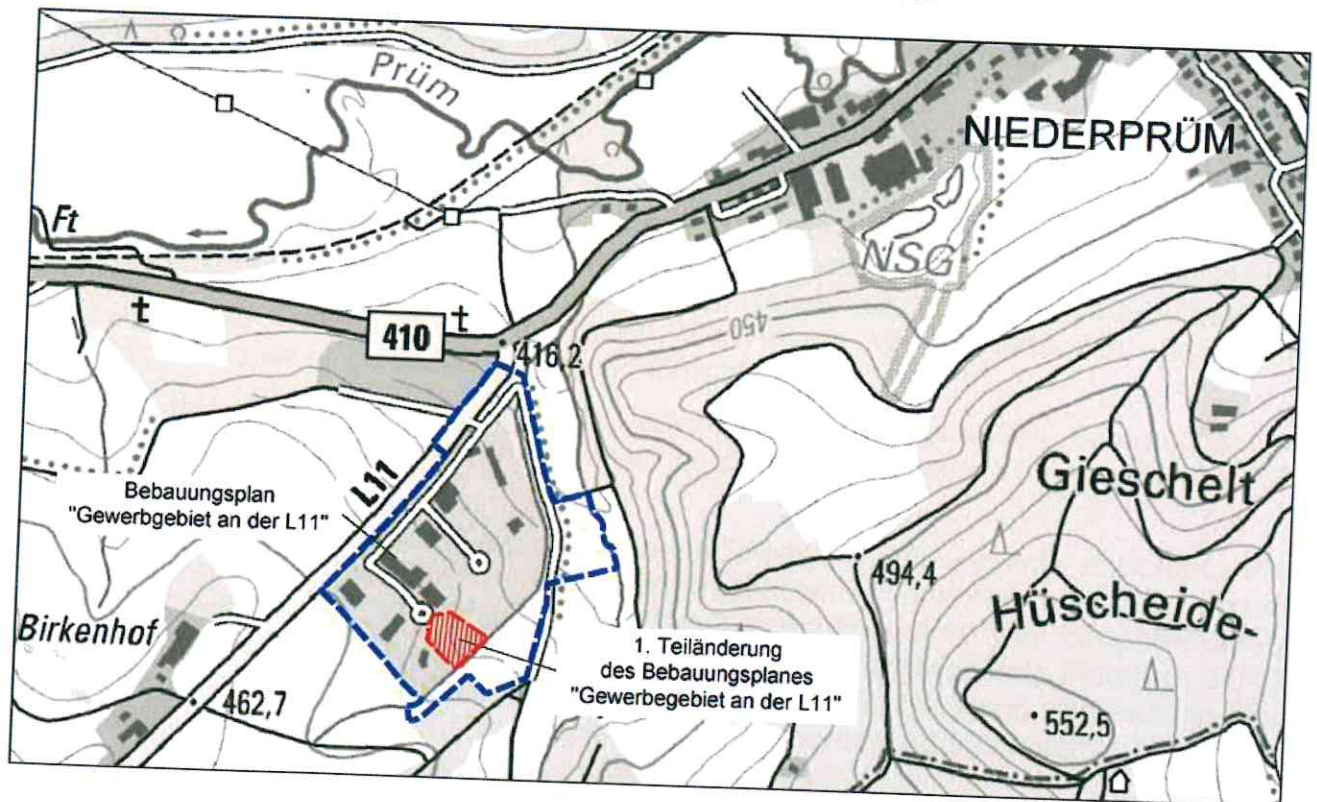 Prüm
NIEDERPRÜM
Ft
NSG
410
450
416,2
L11
Gieschelt
Bebauungsplan
"Gewerbgebiet an der L11"
494,4
Hüscheide-
Birkenhof
1. Teiländerung
des Bebauungsplanes
"Gewerbegebiet an der L11"
462,7
552,5